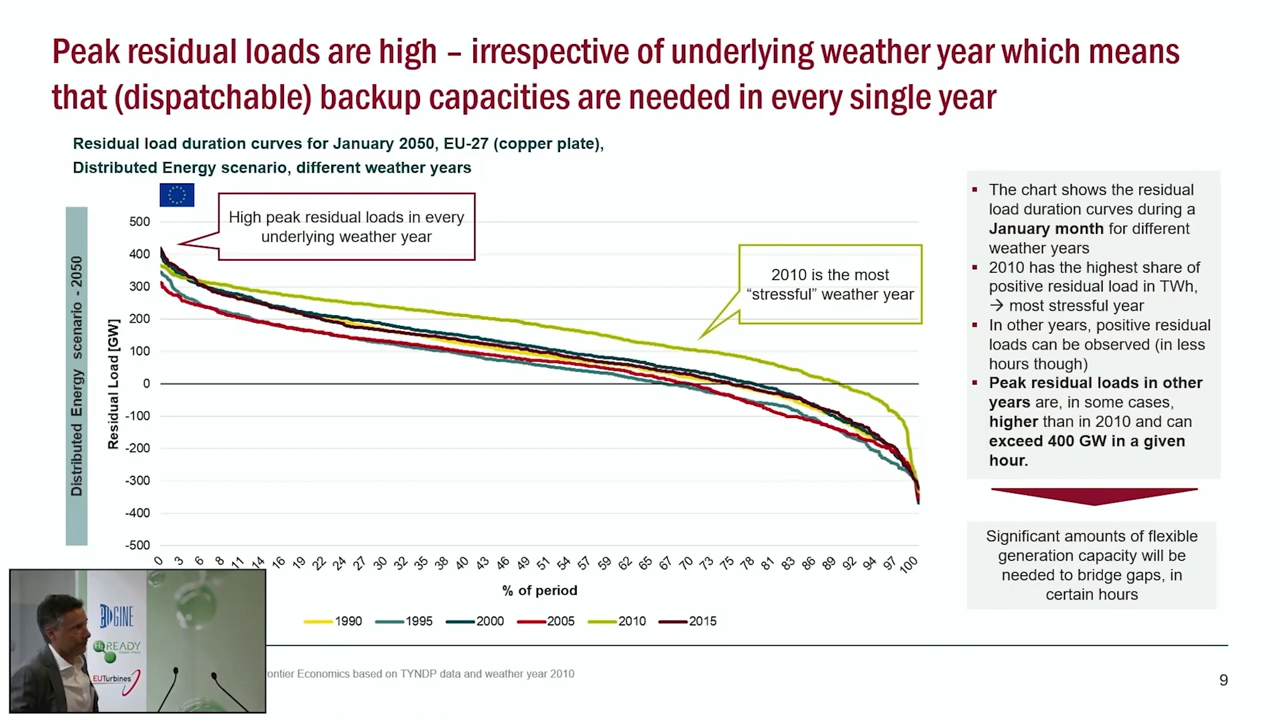 Peak residual loads are high – irrespective of underlying weather year which means
that (dispatchable) backup capacities are needed in every single year
Residual load duration curves for January 2050, EU-27 (copper plate),
Distributed Energy scenario, different weather years
Distributed Energy scenario - 2050
Residual Load [GW]
500
400
300
200
100
0
-100
-200
-300
-400
-500
High peak residual loads in every
underlying weather year
2010 is the most
“stressful” weather year
0 3 6 8 11 14 16 19 22 24 27 30 32 35 38 40 43 46 49 51 54 57 59 62 65 67 70 73 75 78 81 83 86 89 92 94 97 100
% of period
1990 1995 2000 2005 2010 2015
▪ The chart shows the residual
load duration curves during a
January month for different
weather years
▪ 2010 has the highest share of
positive residual load in TWh,
→ most stressful year
▪ In other years, positive residual
loads can be observed (in less
hours though)
▪ Peak residual loads in other
years are, in some cases,
higher than in 2010 and can
exceed 400 GW in a given
hour.
Significant amounts of flexible
generation capacity will be
needed to bridge gaps, in
certain hours
READY
EUTurbines
rontier Economics based on TYNDP data and weather year 2010
9